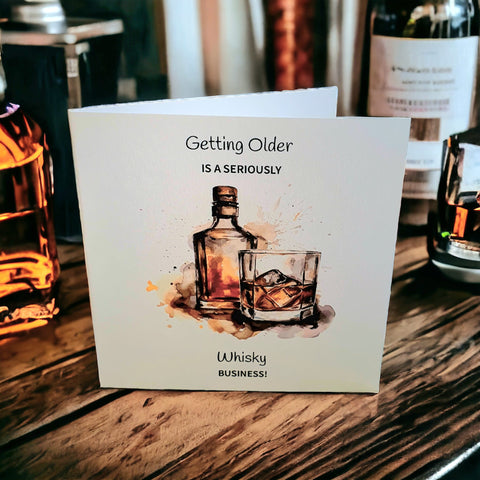 Getting Older
IS A SERIOUSLY
Whisky
BUSINESS!